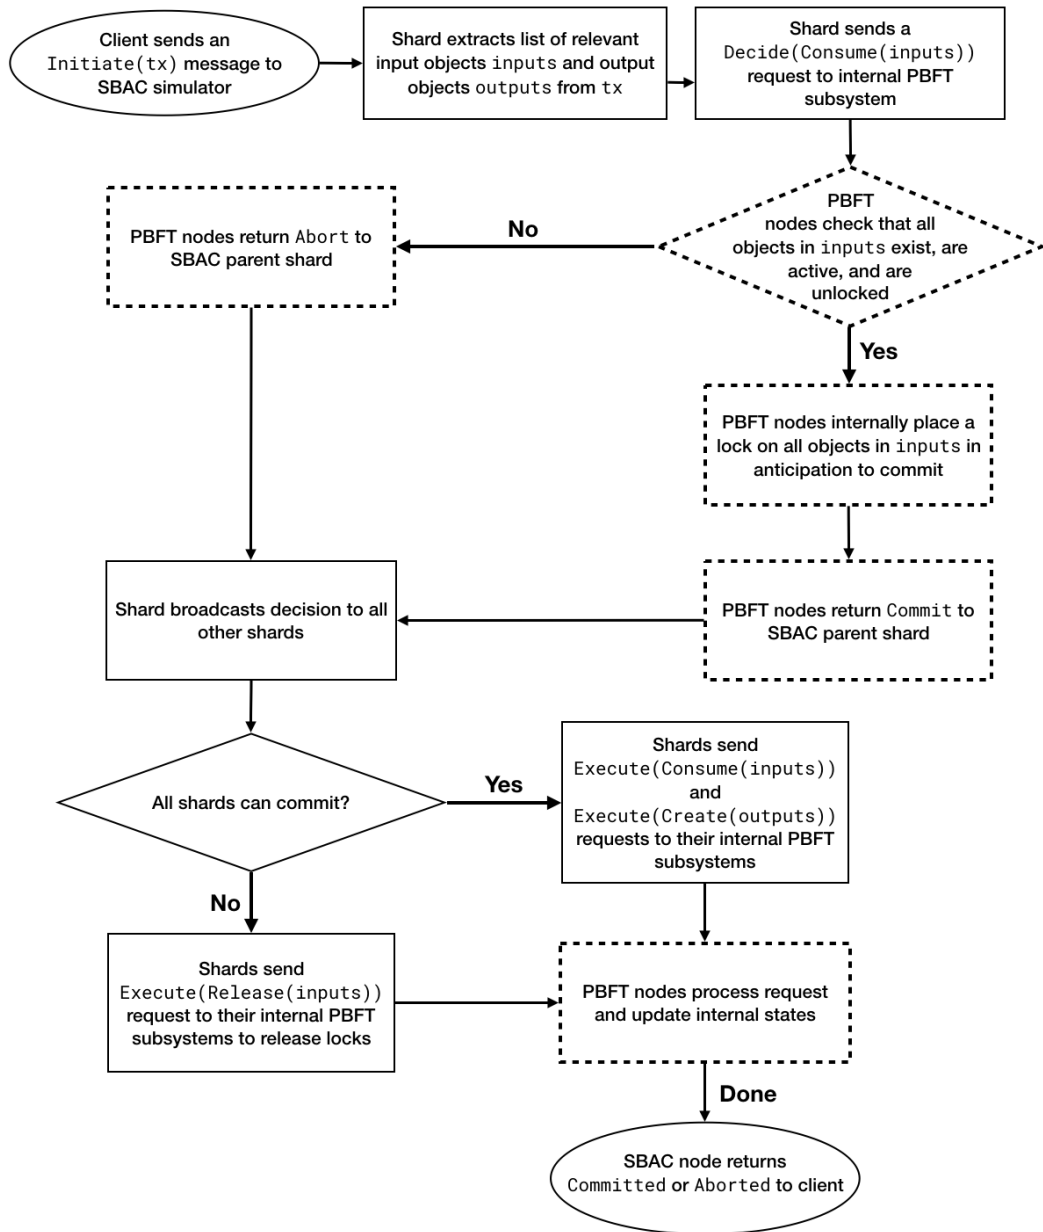 Client sends an
Initiate(tx) message to
SBAC simulator
Shard extracts list of relevant
input objects inputs and output
objects outputs from tx
Shard sends a
Decide(Consume(inputs))
request to internal PBFT
subsystem
PBFT
nodes check that all
objects in inputs exist, are
active, and are
unlocked
No
PBFT nodes return Abort to
SBAC parent shard
Yes
PBFT nodes internally place a
lock on all objects in inputs in
anticipation to commit
PBFT nodes return Commit to
SBAC parent shard
Shard broadcasts decision to all
other shards
All shards can commit?
Yes
Shards send
Execute(Consume(inputs))
and
Execute(Create(outputs))
requests to their internal PBFT
subsystems
No
Shards send
Execute(Release(inputs))
request to their internal PBFT
subsystems to release locks
PBFT nodes process request
and update internal states
Done
SBAC node returns
Committed or Aborted to client